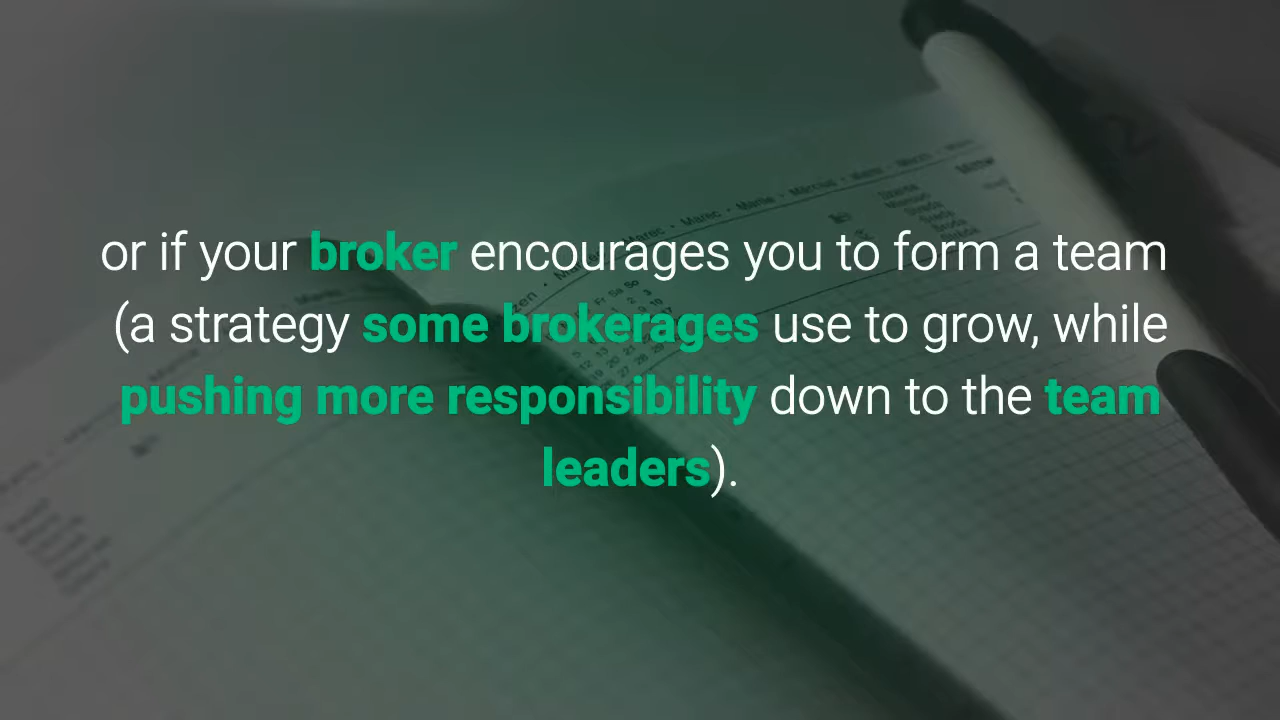 or if your broker encourages you to form a team
(a strategy some brokerages use to grow, while
pushing more responsibility down to the team
leaders).